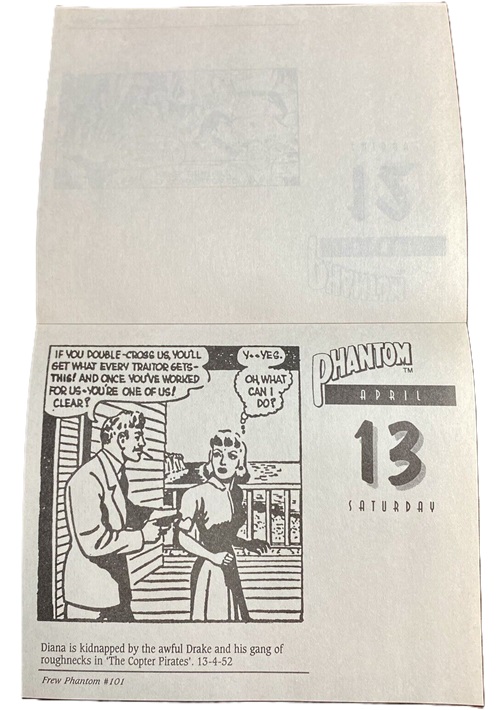 IF YOU DOUBLE-CROSS US, YOU'LL
GET WHAT EVERY TRAITOR GETS-
THIS! AND ONCE YOU'VE WORKED
FOR US-YOU'RE ONE OF US!
CLEAR?
Y--YES.
OH, WHAT
CAN I
DO?
PHANTOM TM
APRIL
13
SATURDAY
Diana is kidnapped by the awful Drake and his gang of
roughnecks in 'The Copter Pirates'. 13-4-52
Frew Phantom #101